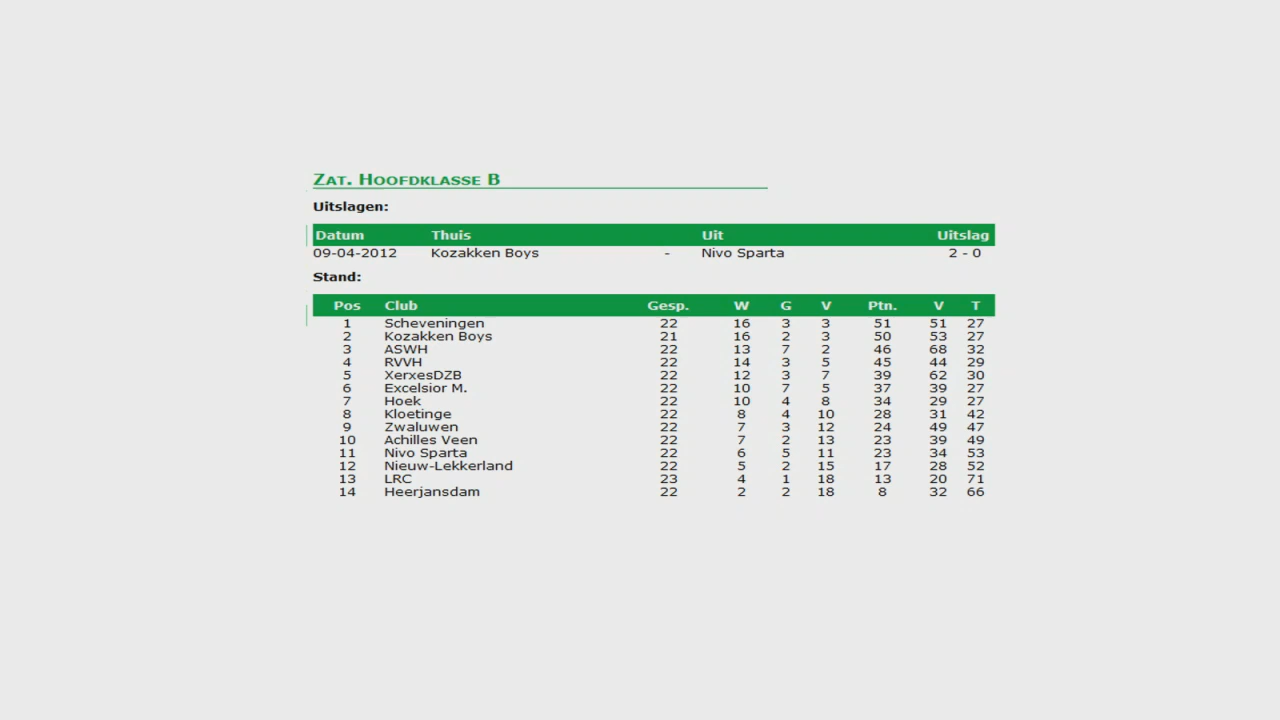 Zat. Hoofdklasse B
Uitslagen:
Datum Thuis Uit Uitslag
09-04-2012 Kozakken Boys - Nivo Sparta 2 - 0
Stand:
Pos Club Gesp. W G V Ptn. V T
1 Scheveningen 22 16 3 3 51 51 27
2 Kozakken Boys 21 16 2 3 50 53 27
3 ASWH 22 13 7 2 46 68 32
4 RVVH 22 14 3 5 45 44 29
5 XerxesDZB 22 12 3 7 39 62 30
6 Excelsior M. 22 10 7 5 37 39 27
7 Hoek 22 10 4 8 34 29 27
8 Kloetinge 22 8 4 10 28 31 42
9 Zwaluwen 22 7 3 12 24 49 47
10 Achilles Veen 22 7 2 13 23 39 49
11 Nivo Sparta 22 6 5 11 23 34 53
12 Nieuw-Lekkerland 22 5 2 15 17 28 52
13 LRC 23 4 1 18 13 20 71
14 Heerjansdam 22 2 2 18 8 32 66